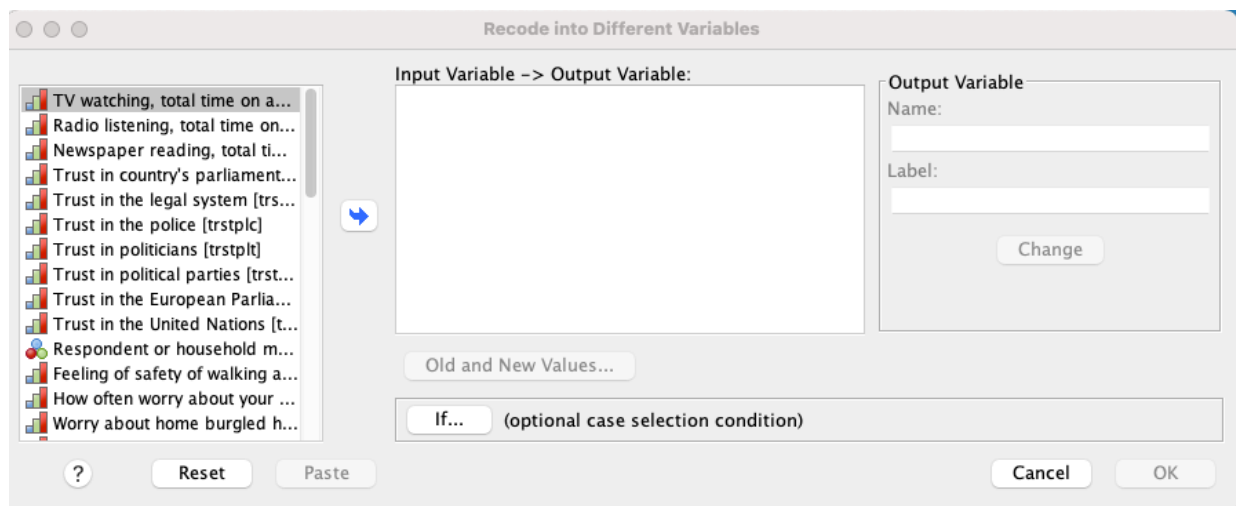 Recode into Different Variables
TV watching, total time on a...
Radio listening, total time on...
Newspaper reading, total ti...
Trust in country's parliament...
Trust in the legal system [trs...
Trust in the police [trstplc]
Trust in politicians [trstplt]
Trust in political parties [trst...
Trust in the European Parlia...
Trust in the United Nations [t...
Respondent or household m...
Feeling of safety of walking a...
How often worry about your ...
Worry about home burgled h...
Input Variable -> Output Variable:
Old and New Values...
Output Variable
Name:
Label:
Change
If... (optional case selection condition)
? Reset Paste Cancel OK